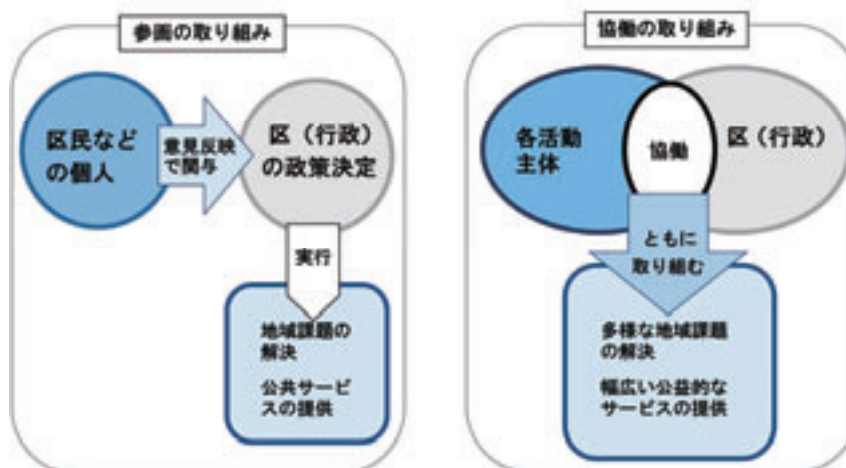 参画の取り組み
区民など
の個人
意見反映
で関与
区（行政）
の政策決定
実行
地域課題の
解決
公共サービ
スの提供
協働の取り組み
各活動
主体
協働
区（行政）
ともに
取り組む
多様な地域課題
の解決
幅広い公益的な
サービスの提供